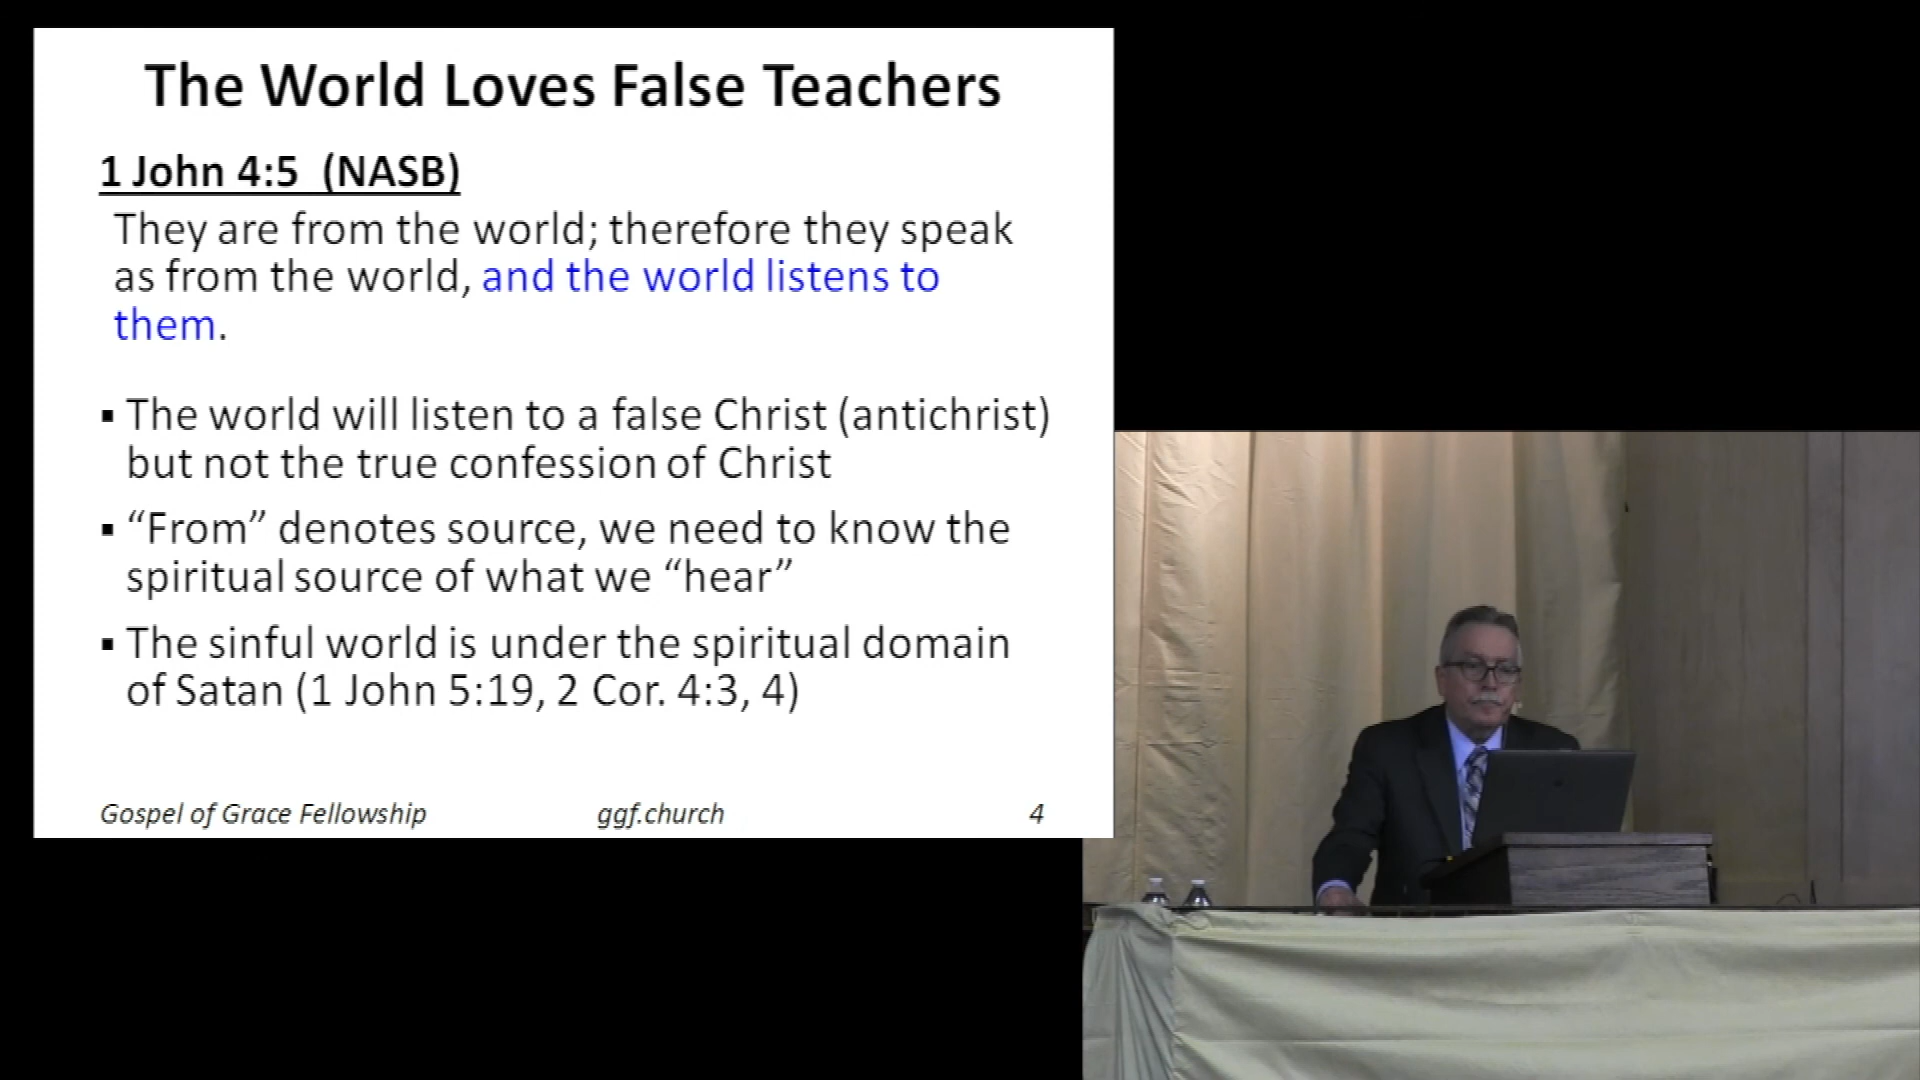 The World Loves False Teachers
1 John 4:5  (NASB)
They are from the world; therefore they speak
as from the world, and the world listens to
them.
▪ The world will listen to a false Christ (antichrist)
but not the true confession of Christ
▪ “From” denotes source, we need to know the
spiritual source of what we “hear”
▪ The sinful world is under the spiritual domain
of Satan (1 John 5:19, 2 Cor. 4:3, 4)
Gospel of Grace Fellowship ggf.church 4